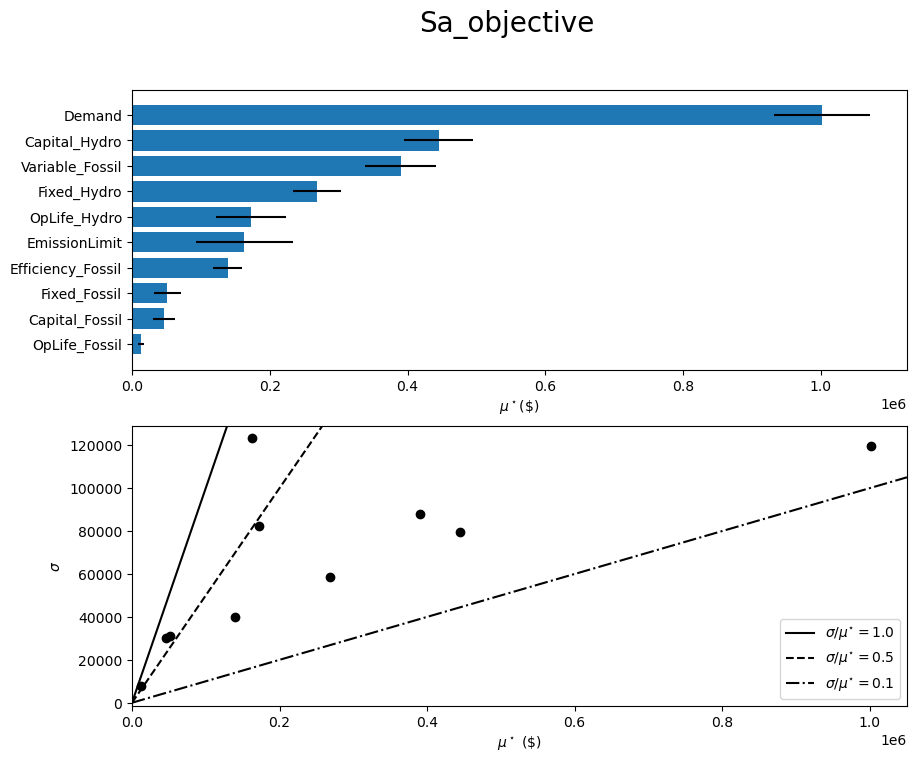 Sa_objective
Demand
Capital_Hydro
Variable_Fossil
Fixed_Hydro
OpLife_Hydro
EmissionLimit
Efficiency_Fossil
Fixed_Fossil
Capital_Fossil
OpLife_Fossil
0.0 0.2 0.4 0.6 0.8 1.0
1e6
μ⋆($)
120000
100000
80000
60000
40000
20000
0
σ
σ/μ⋆ = 1.0
σ/μ⋆ = 0.5
σ/μ⋆ = 0.1
0.0 0.2 0.4 0.6 0.8 1.0
1e6
μ⋆ ($)